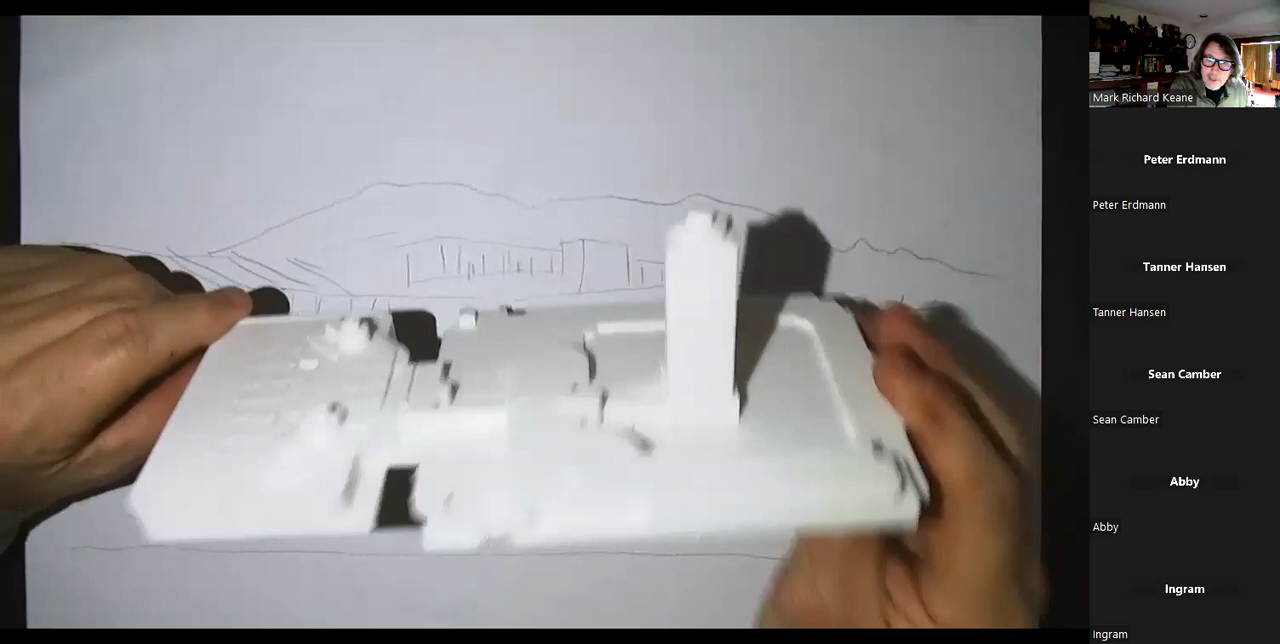 Mark Richard Keane
Peter Erdmann
Peter Erdmann
Tanner Hansen
Tanner Hansen
Sean Camber
Sean Camber
Abby
Abby
Ingram
Ingram